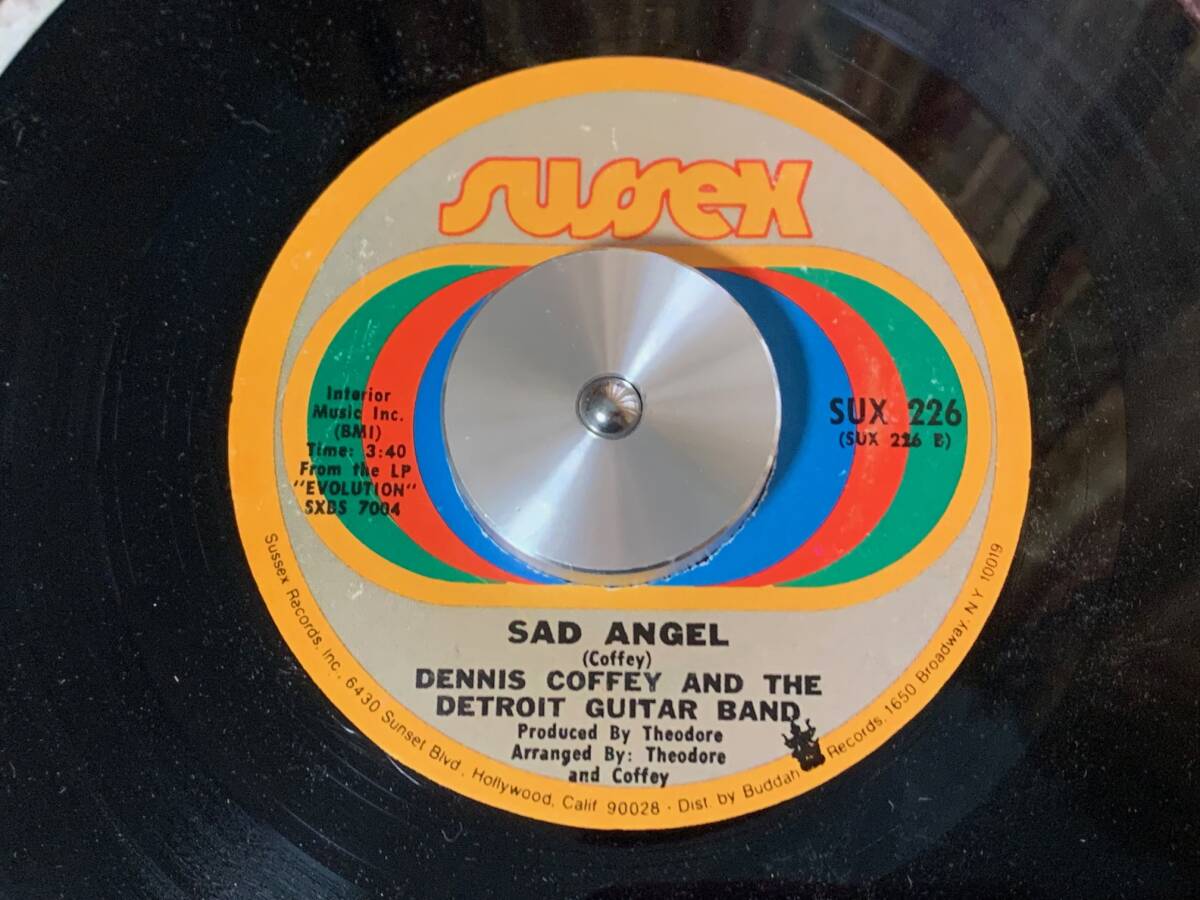 sussex
Interior
Music Inc.
(BMI)
Time: 3:40
From the LP
"EVOLUTION"
SXBS 7004
SUX 226
(SUX 226 B)
SAD ANGEL
(Coffey)
DENNIS COFFEY AND THE
DETROIT GUITAR BAND
Produced By Theodore
Arranged By: Theodore
and Coffey
Sussex Records, Inc., 6430 Sunset Blvd., Hollywood, Calif 90028 · Dist. by Buddah Records, 1650 Broadway, N Y 10019